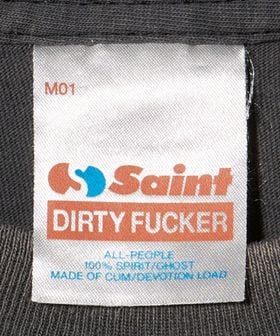 M01
Saint
DIRTY FUCKER
ALL-PEOPLE
100% SPIRIT/GHOST
MADE OF CUM/DEVOTION LOAD